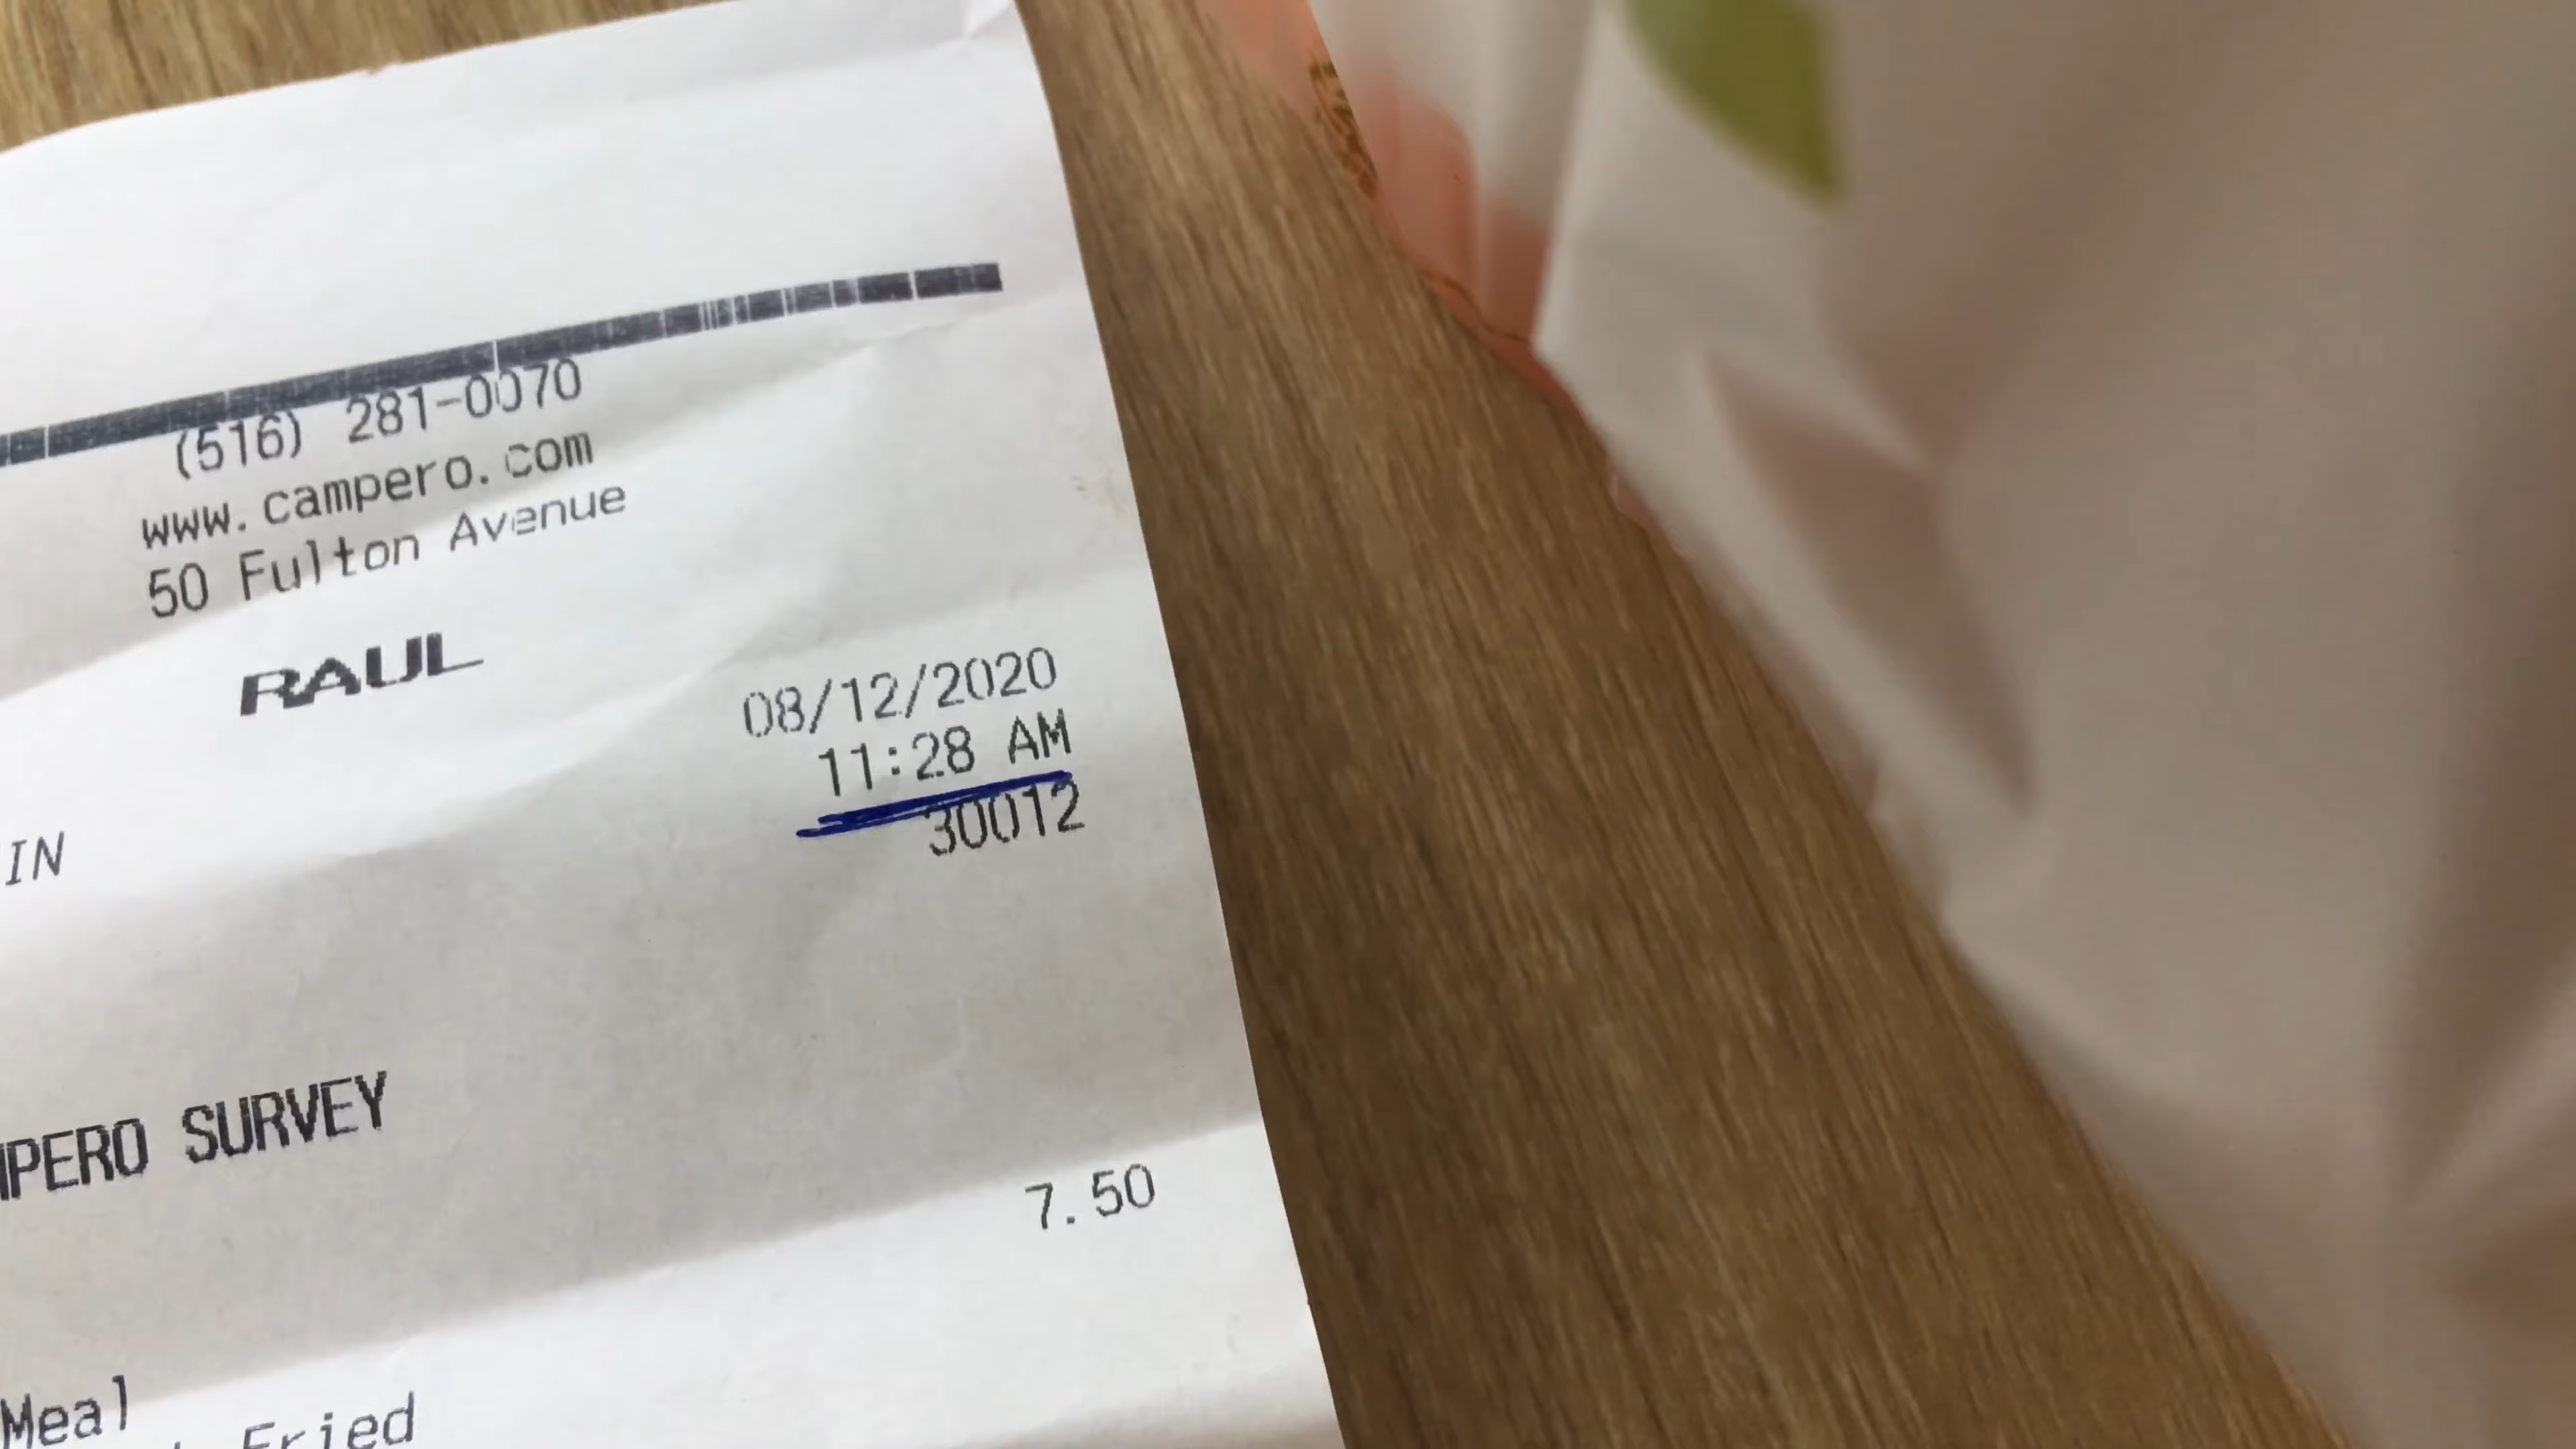 (516) 281-0070
www.campero.com
50 Fulton Avenue
RAUL
08/12/2020
11:28 AM
IN
30012
SURVEY
7.50
Meal
Fried